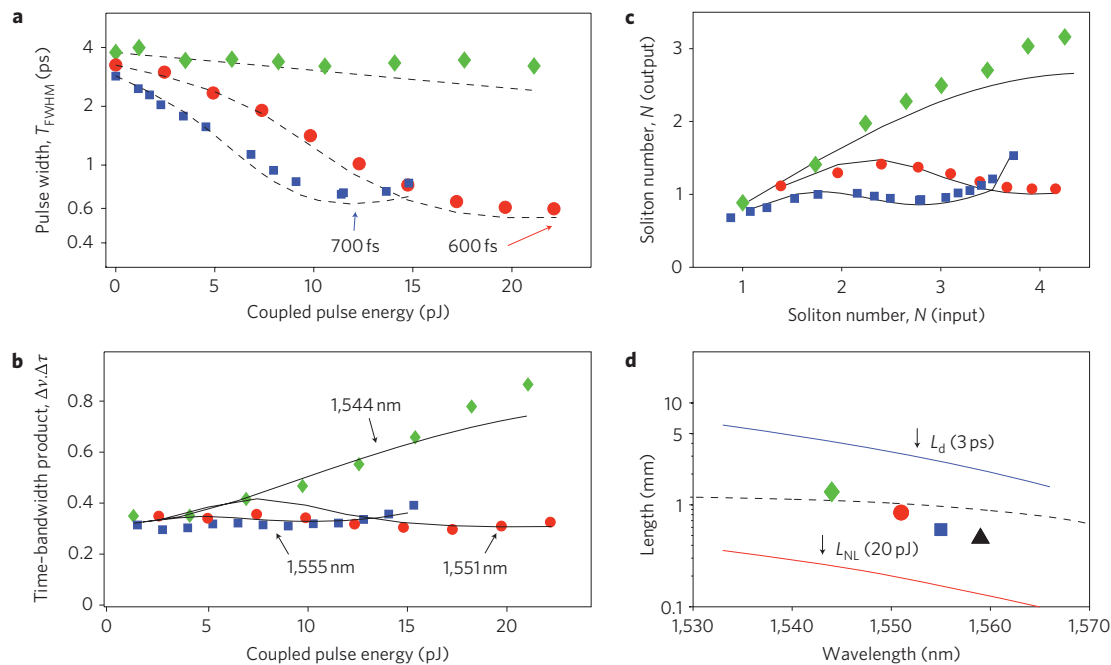 a
4
2
1
0.6
0.4
Pulse width, T_FWHM (ps)
700 fs
600 fs
0 5 10 15 20
Coupled pulse energy (pJ)
c
3
2
1
0
Soliton number, N (output)
1 2 3 4
Soliton number, N (input)
b
0.8
0.6
0.4
0.2
0
Time–bandwidth product, Δν.Δτ
1,544 nm
1,555 nm
1,551 nm
0 5 10 15 20
Coupled pulse energy (pJ)
d
10
5
1
0.1
Length (mm)
L_d (3 ps)
L_NL (20 pJ)
1,530 1,540 1,550 1,560 1,570
Wavelength (nm)